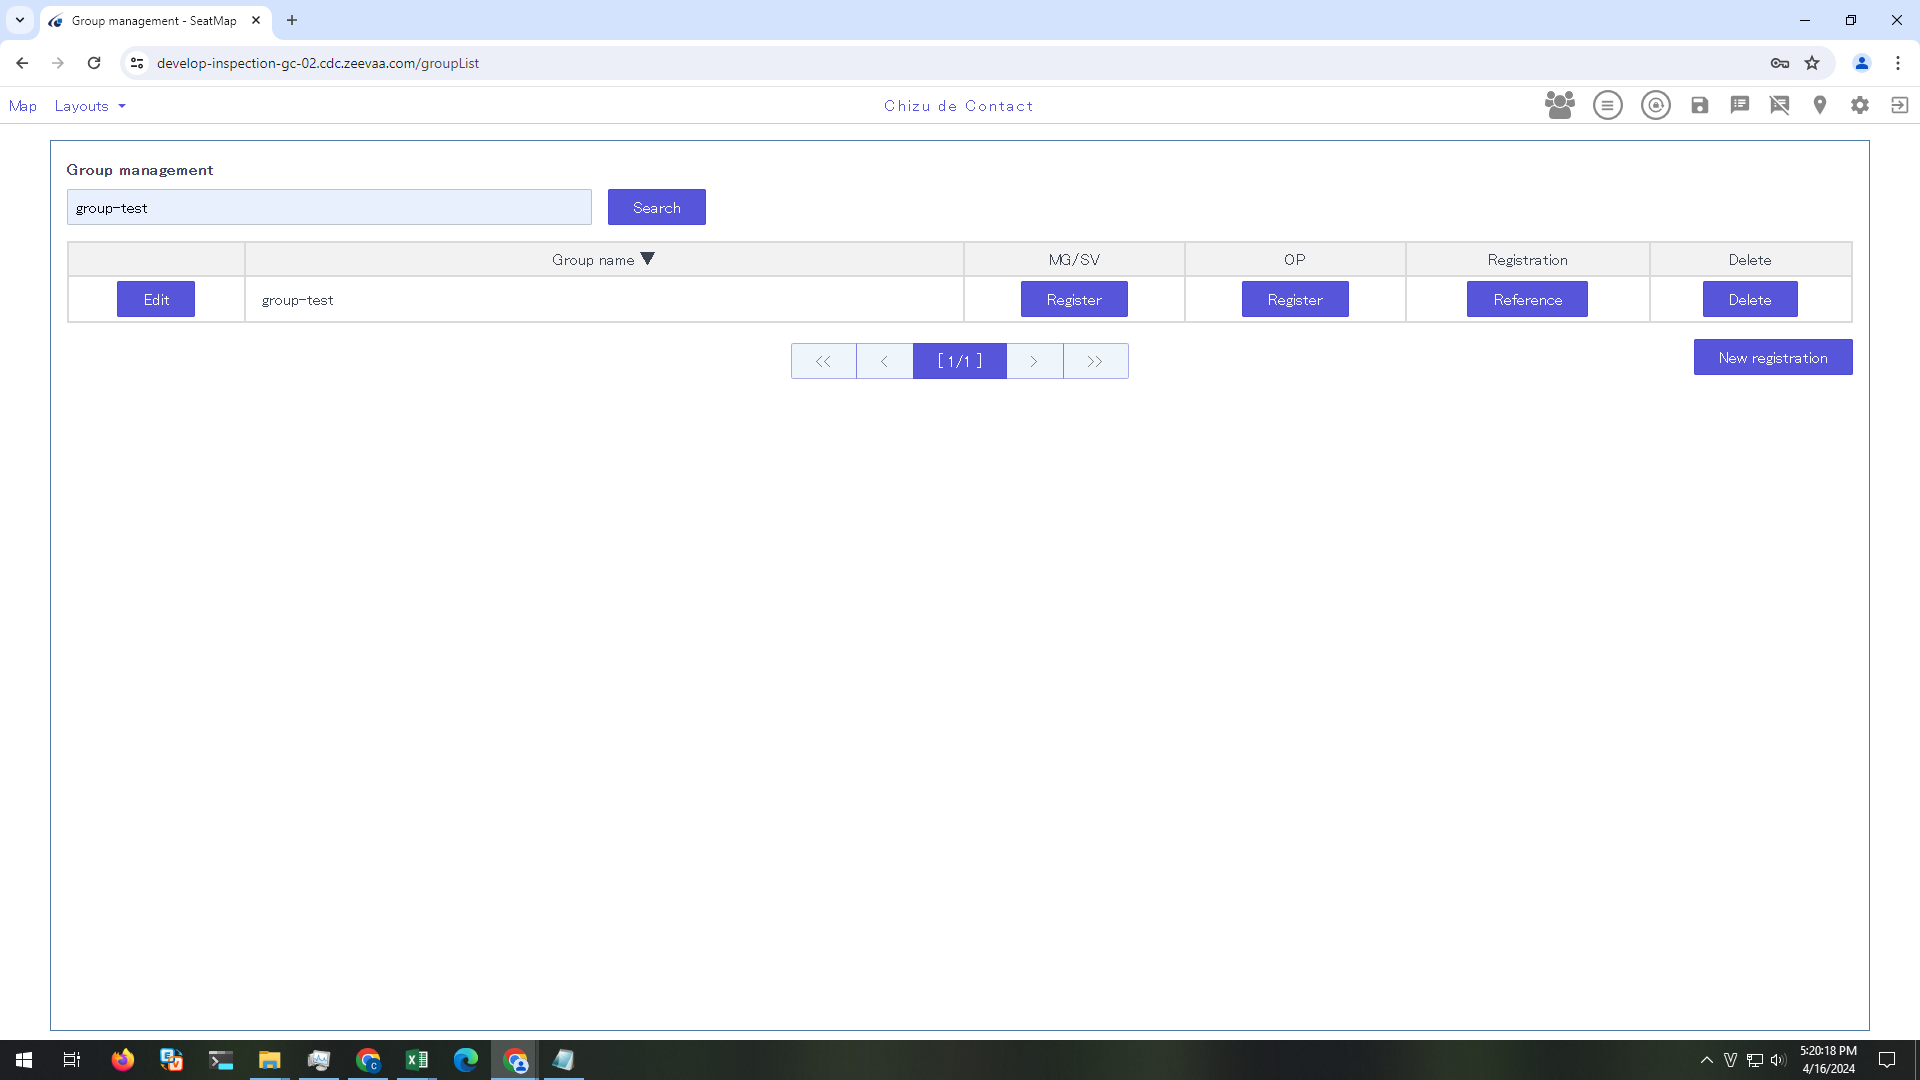 Group management - SeatMap
develop-inspection-gc-02.cdc.zeevaa.com/groupList
Map Layouts Chizu de Contact
Group management
group-test Search
Group name ▼ MG/SV OP Registration Delete
Edit group-test Register Register Reference Delete
<< < [ 1/1 ] > >> New registration
5:20:18 PM
4/16/2024